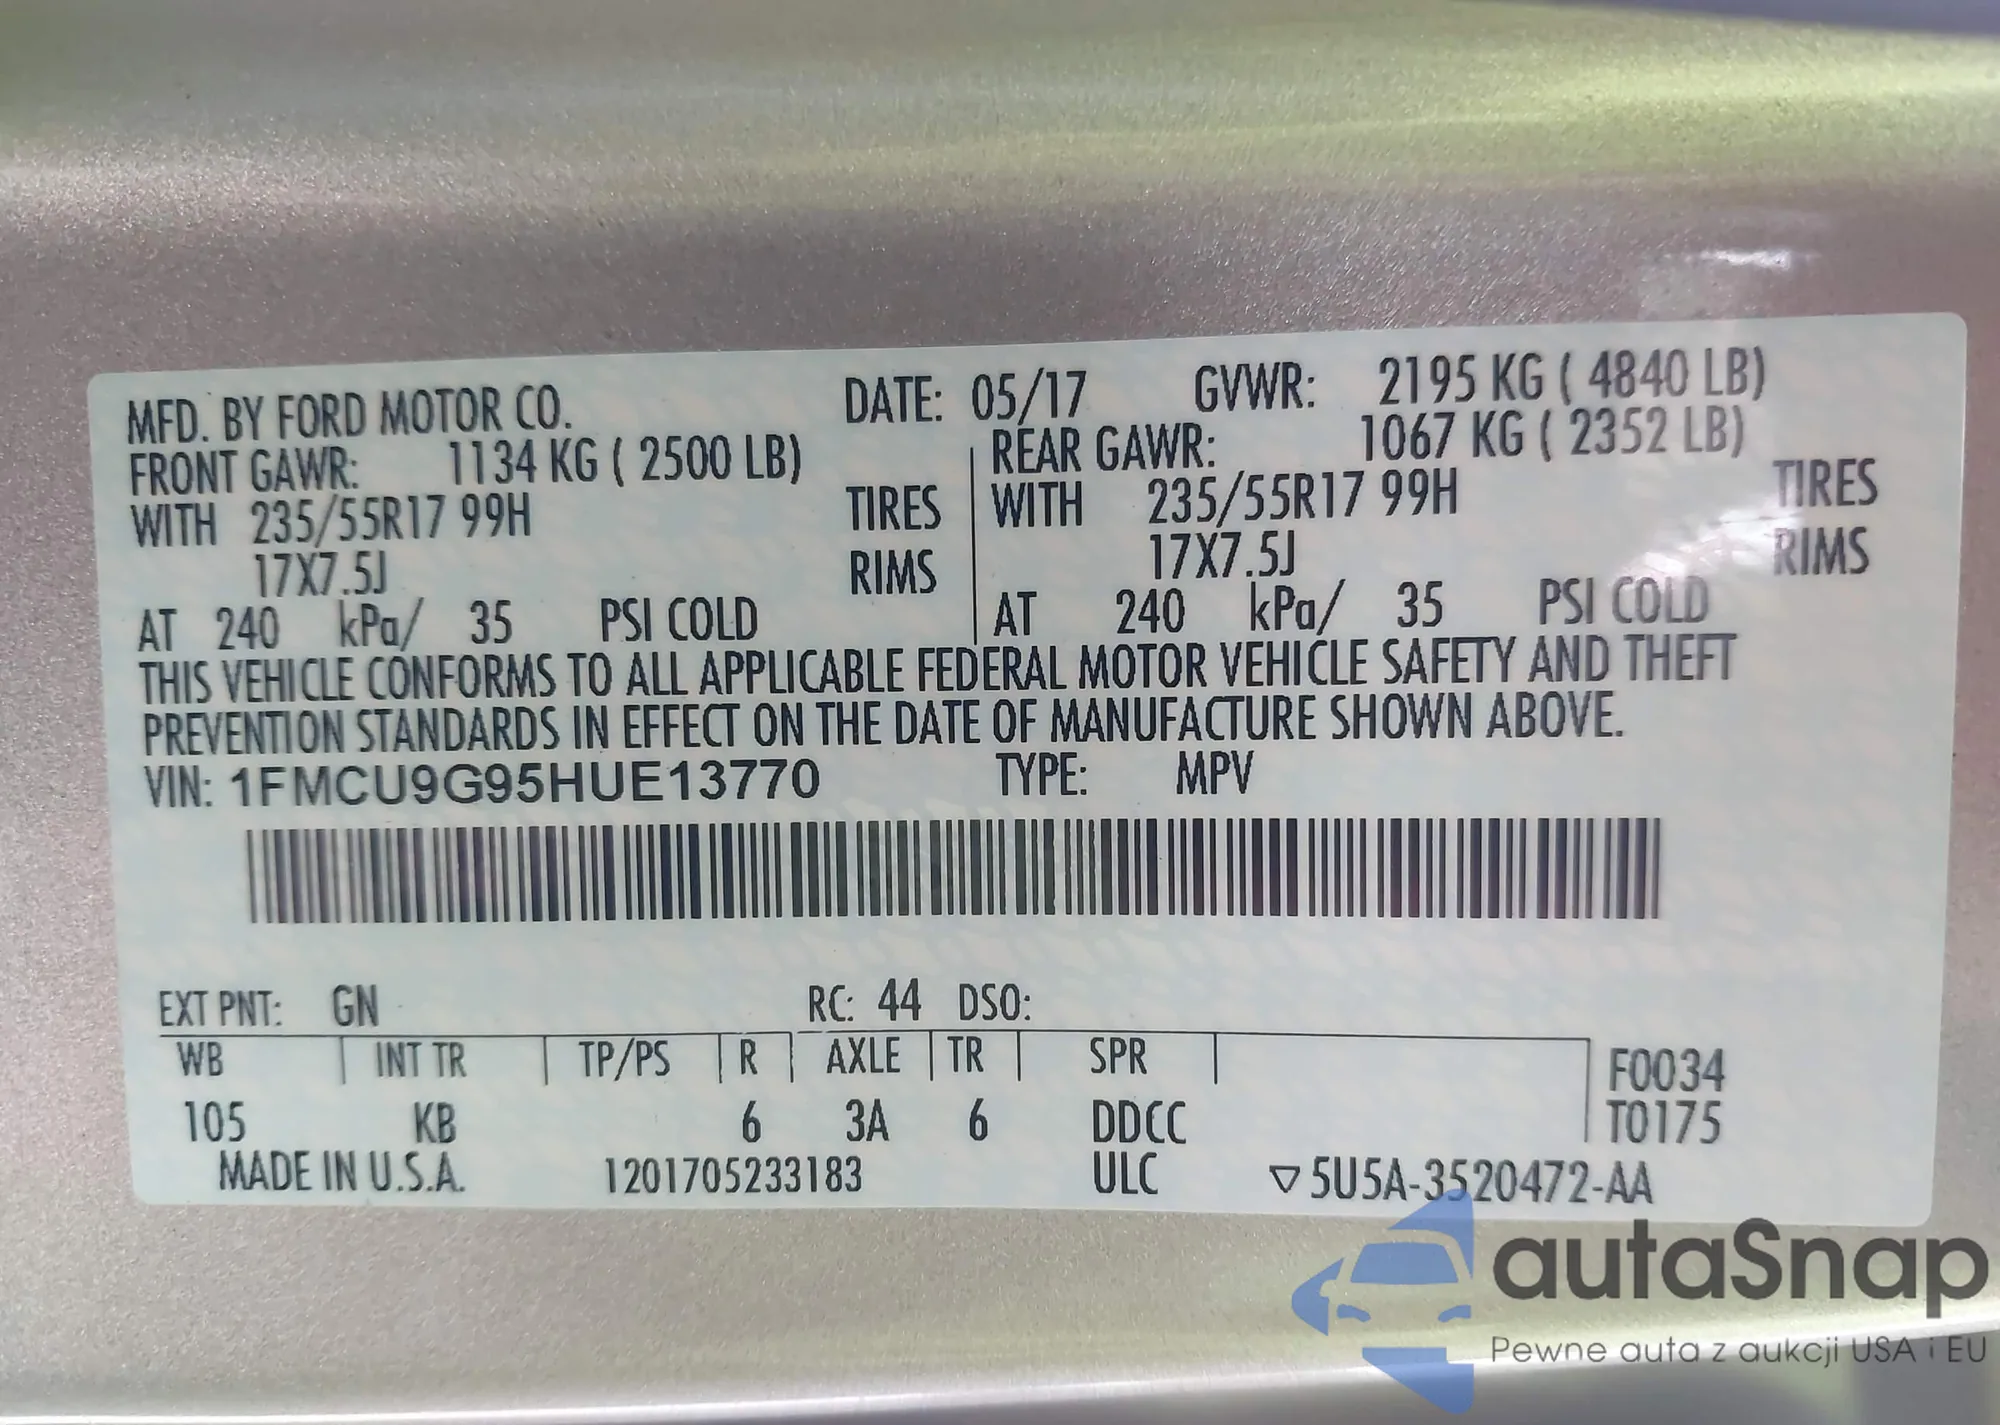 MFD. BY FORD MOTOR CO. DATE: 05/17 GVWR: 2195 KG ( 4840 LB)
FRONT GAWR: 1134 KG ( 2500 LB) REAR GAWR: 1067 KG ( 2352 LB)
WITH 235/55R17 99H TIRES WITH 235/55R17 99H TIRES
17X7.5J RIMS 17X7.5J RIMS
AT 240 kPa/ 35 PSI COLD AT 240 kPa/ 35 PSI COLD
THIS VEHICLE CONFORMS TO ALL APPLICABLE FEDERAL MOTOR VEHICLE SAFETY AND THEFT
PREVENTION STANDARDS IN EFFECT ON THE DATE OF MANUFACTURE SHOWN ABOVE.
VIN: 1FMCU9G95HUE13770 TYPE: MPV
EXT PNT: GN RC: 44 DSO:
WB INT TR TP/PS R AXLE TR SPR F0034
105 KB 6 3A 6 DDCC T0175
MADE IN U.S.A. 1201705233183 ULC ▽5U5A-3520472-AA
autaSnap
Pewne auta z aukcji USA i EU